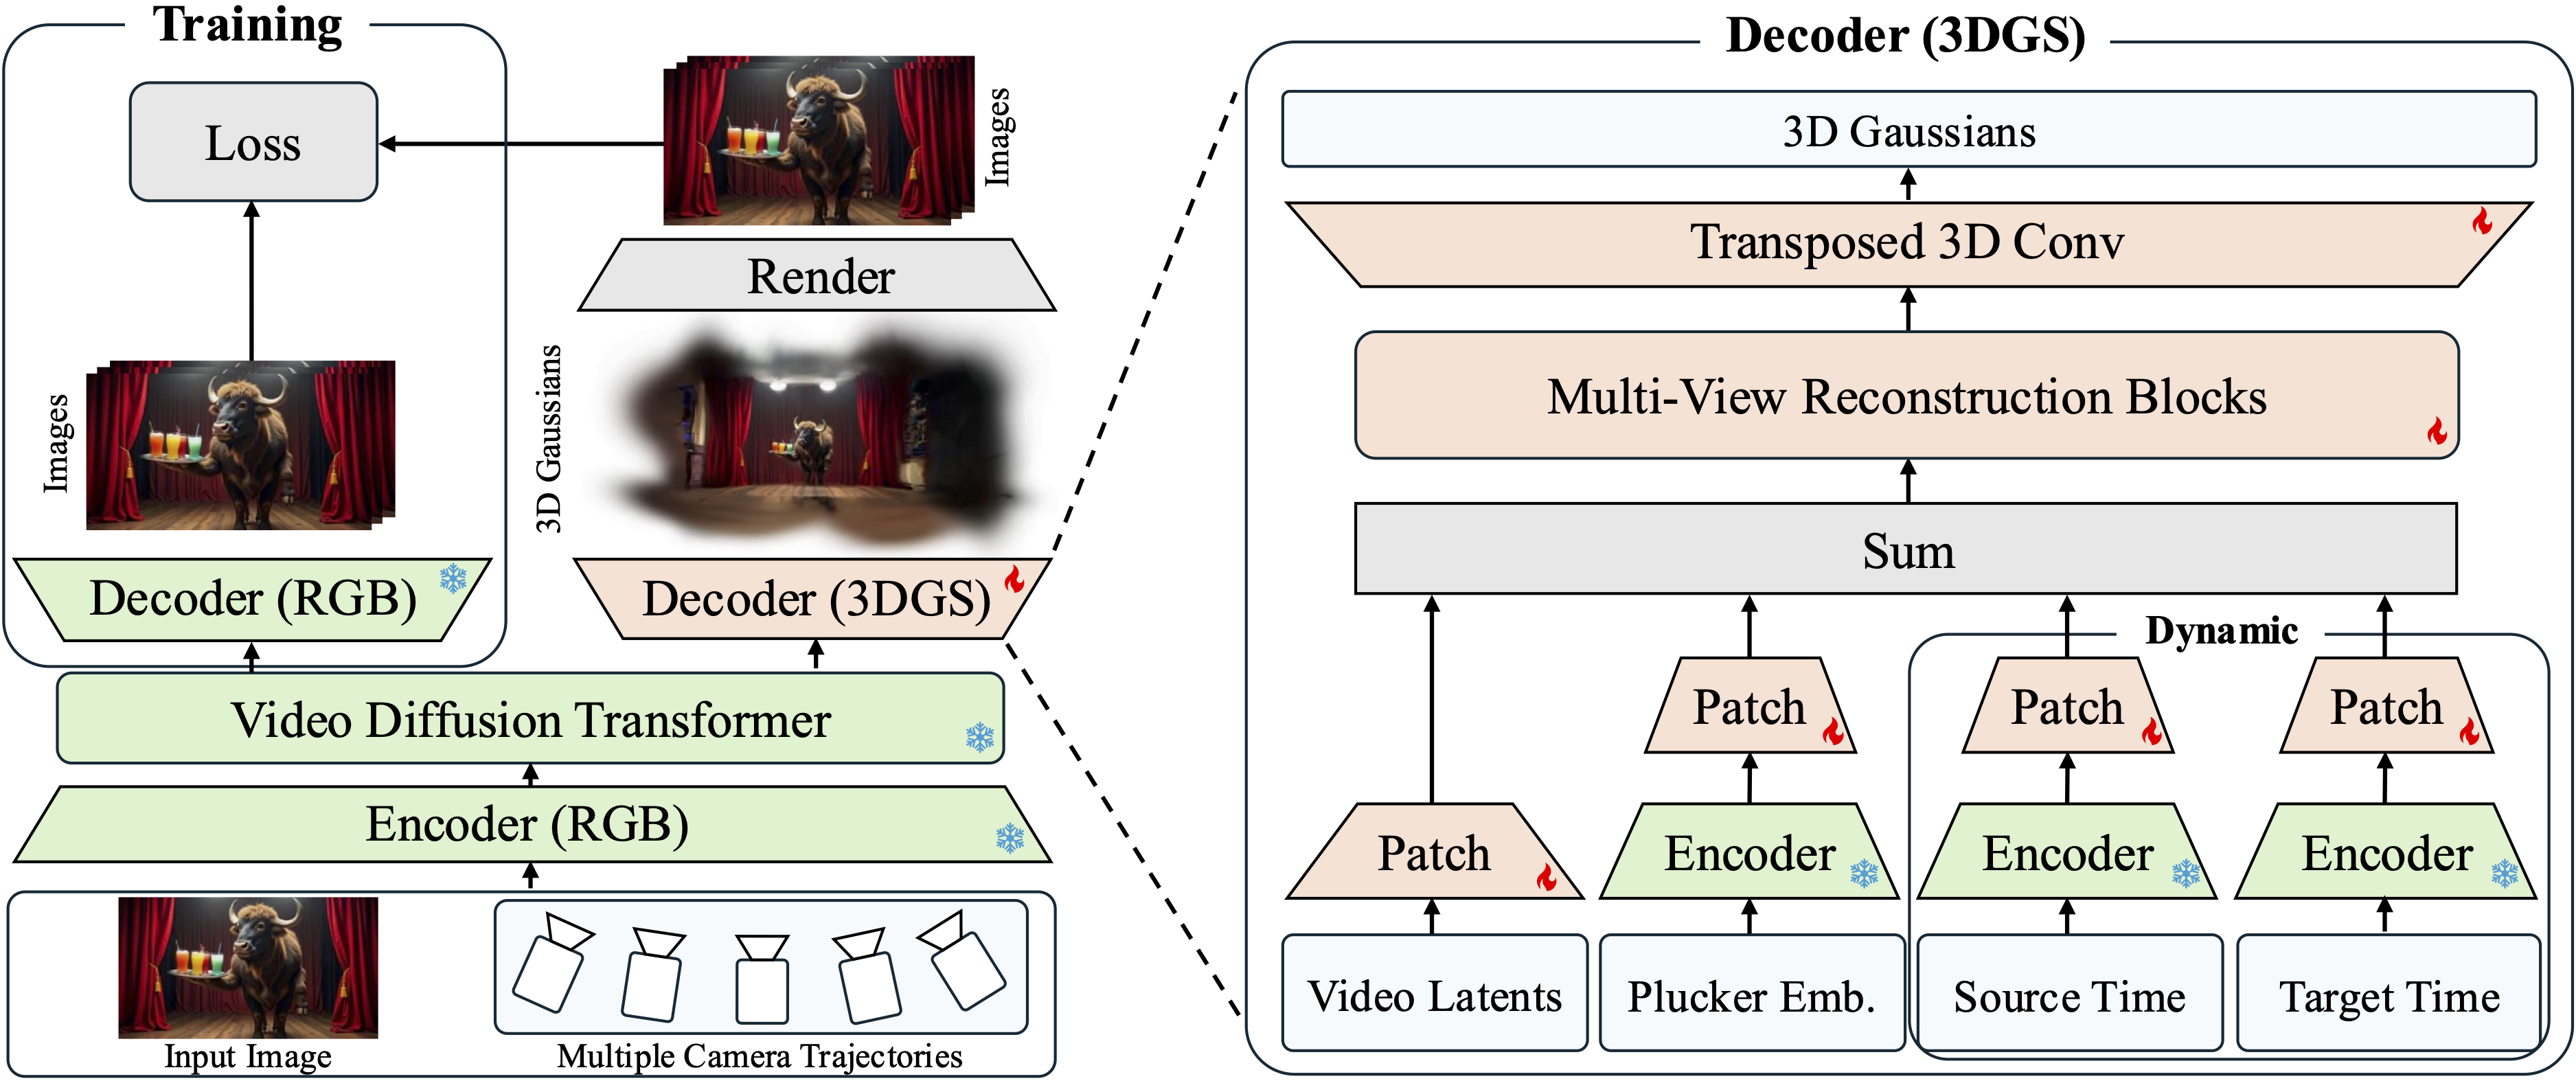 Training
Loss
Images
Render
Images
3D Gaussians
Decoder (RGB)
Decoder (3DGS)
Video Diffusion Transformer
Encoder (RGB)
Input Image
Multiple Camera Trajectories
Decoder (3DGS)
3D Gaussians
Transposed 3D Conv
Multi-View Reconstruction Blocks
Sum
Dynamic
Patch
Patch
Patch
Patch
Encoder
Encoder
Encoder
Video Latents
Plucker Emb.
Source Time
Target Time